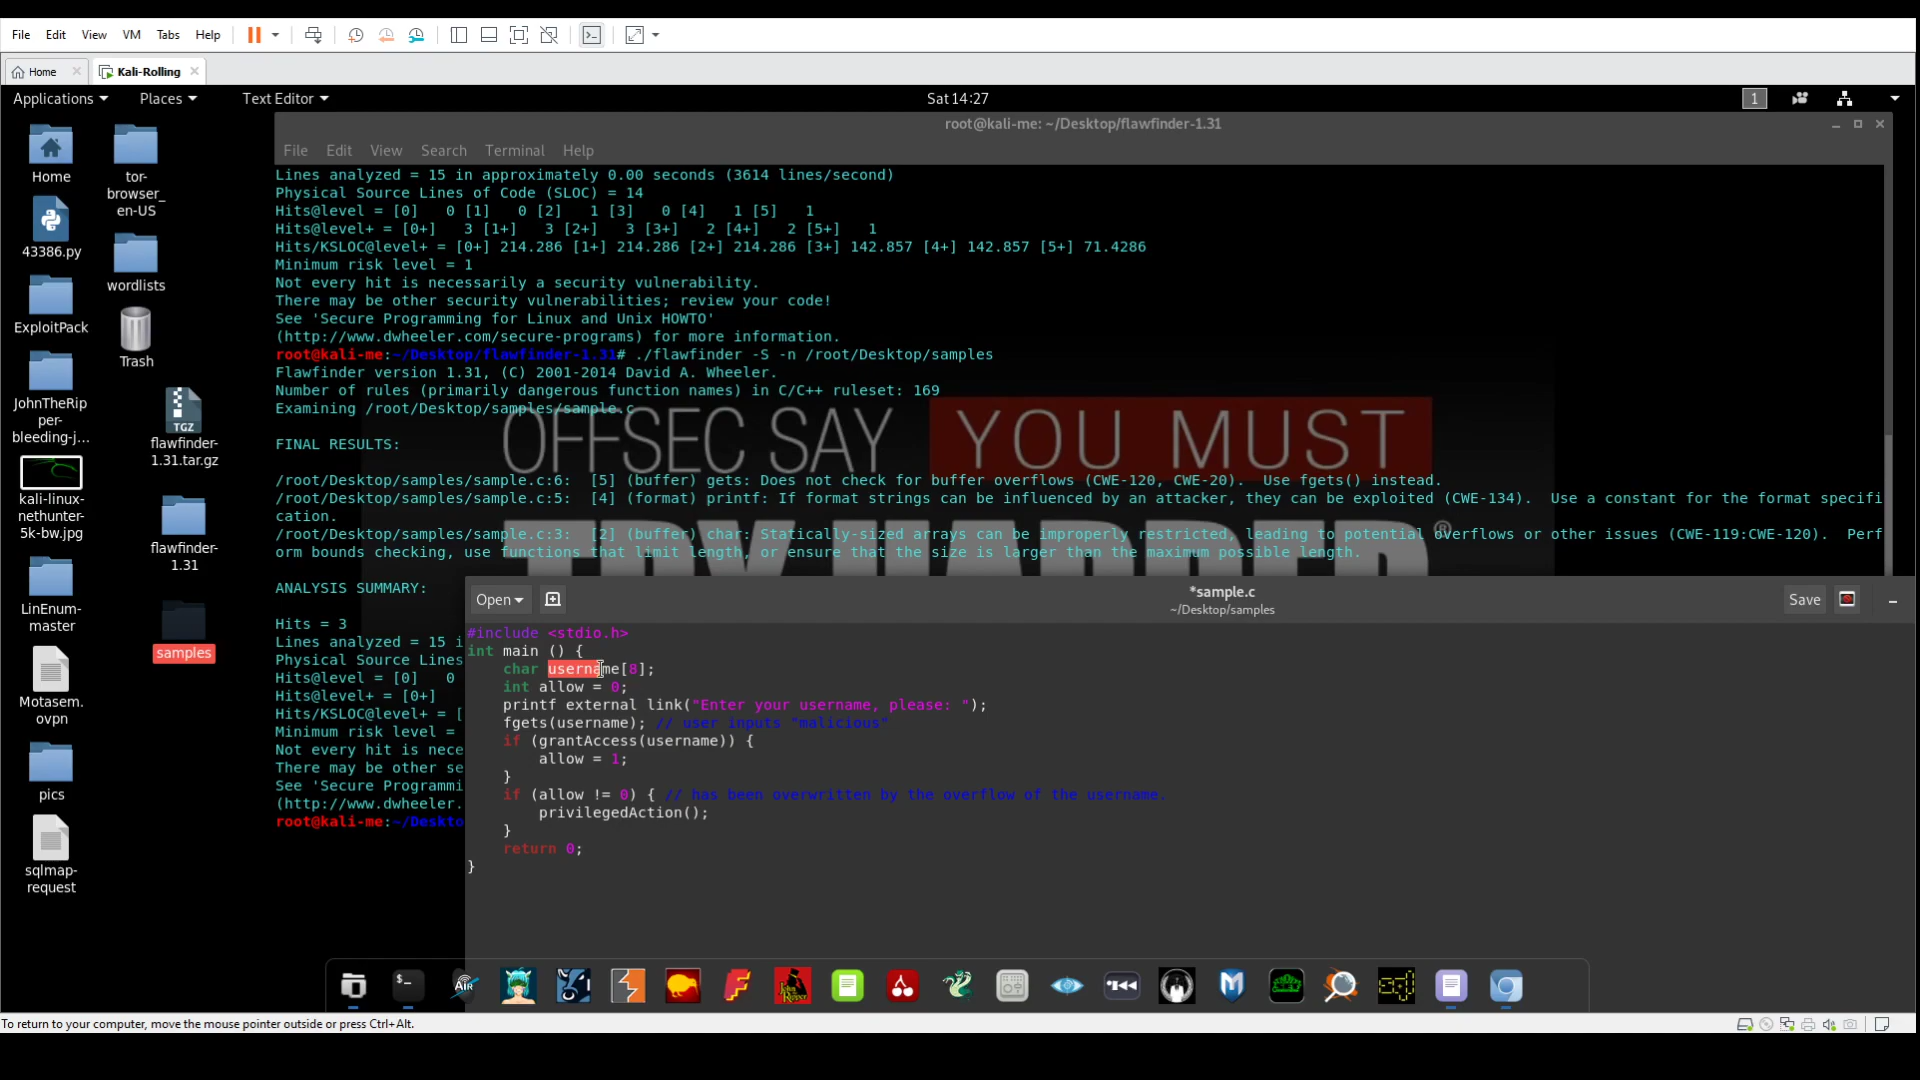 File Edit View VM Tabs Help
Home Kali-Rolling
Applications Places Text Editor Sat 14:27 1
root@kali-me: ~/Desktop/flawfinder-1.31
File Edit View Search Terminal Help
Lines analyzed = 15 in approximately 0.00 seconds (3614 lines/second)
Physical Source Lines of Code (SLOC) = 14
Hits@level = [0]   0 [1]   0 [2]   1 [3]   0 [4]   1 [5]   1
Hits@level+ = [0+]   3 [1+]   3 [2+]   3 [3+]   2 [4+]   2 [5+]   1
Hits/KSLOC@level+ = [0+] 214.286 [1+] 214.286 [2+] 214.286 [3+] 142.857 [4+] 142.857 [5+] 71.4286
Minimum risk level = 1
Not every hit is necessarily a security vulnerability.
There may be other security vulnerabilities; review your code!
See 'Secure Programming for Linux and Unix HOWTO'
(http://www.dwheeler.com/secure-programs) for more information.
root@kali-me:~/Desktop/flawfinder-1.31# ./flawfinder -S -n /root/Desktop/samples
Flawfinder version 1.31, (C) 2001-2014 David A. Wheeler.
Number of rules (primarily dangerous function names) in C/C++ ruleset: 169
Examining /root/Desktop/samples/sample.c
OFFSEC SAY YOU MUST
TRY HARDER ®
FINAL RESULTS:
/root/Desktop/samples/sample.c:6:  [5] (buffer) gets: Does not check for buffer overflows (CWE-120, CWE-20).  Use fgets() instead.
/root/Desktop/samples/sample.c:5:  [4] (format) printf: If format strings can be influenced by an attacker, they can be exploited (CWE-134).  Use a constant for the format specifi
cation.
/root/Desktop/samples/sample.c:3:  [2] (buffer) char: Statically-sized arrays can be improperly restricted, leading to potential overflows or other issues (CWE-119:CWE-120).  Perf
orm bounds checking, use functions that limit length, or ensure that the size is larger than the maximum possible length.
ANALYSIS SUMMARY:
Hits = 3
Lines analyzed = 15 i
Physical Source Lines
Hits@level = [0]   0
Hits@level+ = [0+]
Hits/KSLOC@level+ = [
Minimum risk level =
Not every hit is nece
There may be other se
See 'Secure Programmi
(http://www.dwheeler.
root@kali-me:~/Deskto
Open *sample.c Save
~/Desktop/samples
#include <stdio.h>
int main () {
    char username[8];
    int allow = 0;
    printf external link("Enter your username, please: ");
    fgets(username); // user inputs "malicious"
    if (grantAccess(username)) {
        allow = 1;
    }
    if (allow != 0) { // has been overwritten by the overflow of the username.
        privilegedAction();
    }
    return 0;
}
Home
43386.py
ExploitPack
JohnTheRip
per-
bleeding-j...
kali-linux-
nethunter-
5k-bw.jpg
LinEnum-
master
Motasem.
ovpn
pics
sqlmap-
request
tor-
browser_
en-US
wordlists
Trash
TGZ
flawfinder-
1.31.tar.gz
flawfinder-
1.31
samples
To return to your computer, move the mouse pointer outside or press Ctrl+Alt.